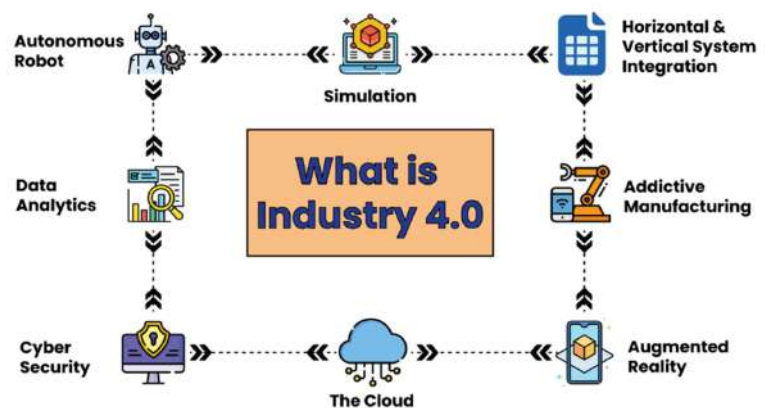 Autonomous
Robot
Simulation
Horizontal &
Vertical System
Integration
Data
Analytics
What is
Industry 4.0
Addictive
Manufacturing
Cyber
Security
The Cloud
Augmented
Reality